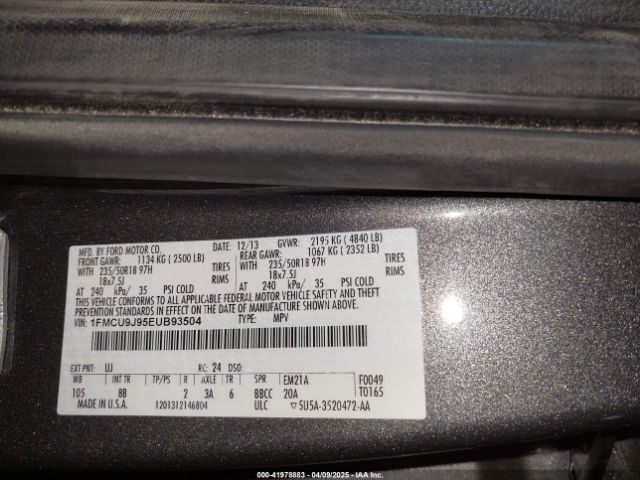 MFD. BY FORD MOTOR CO.
DATE: 12/13 GVWR: 2195 KG ( 4840 LB)
FRONT GAWR: 1134 KG ( 2500 LB) REAR GAWR: 1067 KG ( 2352 LB)
WITH 235/50R18 97H TIRES WITH 235/50R18 97H TIRES
18x7.5J RIMS 18x7.5J RIMS
AT 240 kPa/ 35 PSI COLD AT 240 kPa/ 35 PSI COLD
THIS VEHICLE CONFORMS TO ALL APPLICABLE FEDERAL MOTOR VEHICLE SAFETY AND THEFT
PREVENTION STANDARDS IN EFFECT ON THE DATE OF MANUFACTURE SHOWN ABOVE.
VIN: 1FMCU9J95EUB93504 TYPE: MPV
EXT PNT: UJ RC: 24 DSO:
WB INT TR TP/PS R AXLE TR SPR EM21A F0049
105 8B 2 3A 6 BBCC 20A T0165
MADE IN U.S.A. 1201312146804 ULC 5U5A-3520472-AA
000-41978883 | 04/09/2025 - IAAI Corp.